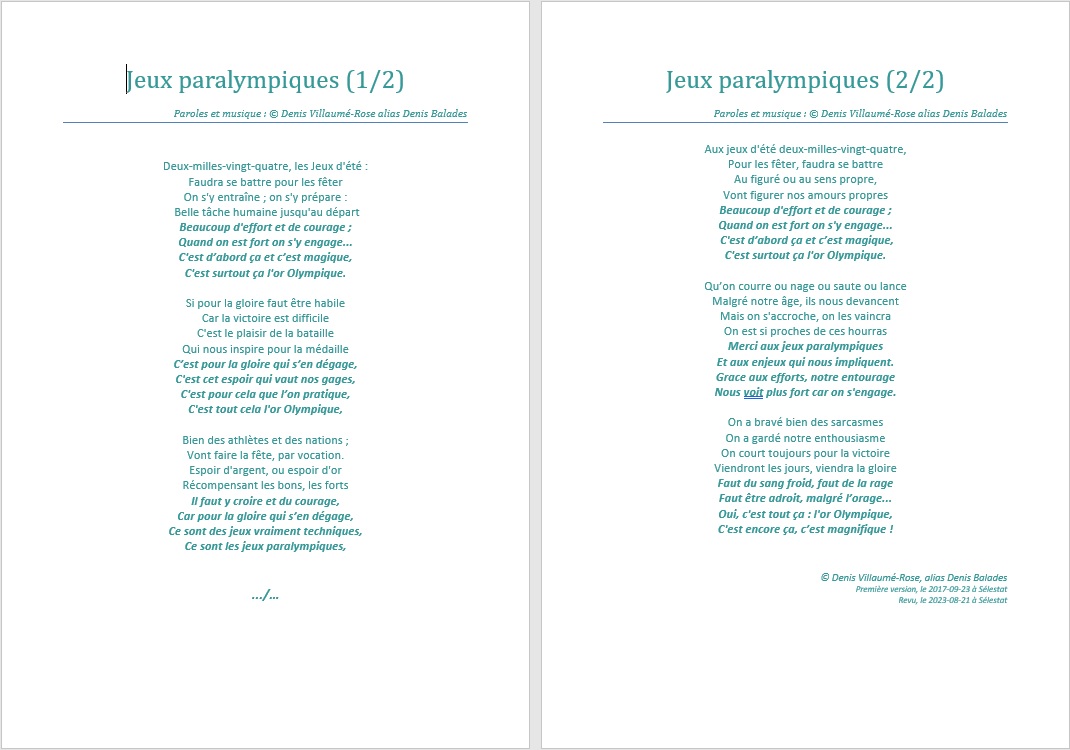 Jeux paralympiques (1/2)
Paroles et musique : © Denis Villaumé-Rose alias Denis Balades
Deux-milles-vingt-quatre, les Jeux d'été :
Faudra se battre pour les fêter
On s'y entraîne ; on s'y prépare :
Belle tâche humaine jusqu'au départ
Beaucoup d'effort et de courage ;
Quand on est fort on s'y engage...
C'est d’abord ça et c’est magique,
C'est surtout ça l'or Olympique.
Si pour la gloire faut être habile
Car la victoire est difficile
C'est le plaisir de la bataille
Qui nous inspire pour la médaille
C’est pour la gloire qui s’en dégage,
C'est cet espoir qui vaut nos gages,
C'est pour cela que l’on pratique,
C'est tout cela l'or Olympique,
Bien des athlètes et des nations ;
Vont faire la fête, par vocation.
Espoir d'argent, ou espoir d'or
Récompensant les bons, les forts
Il faut y croire et du courage,
Car pour la gloire qui s’en dégage,
Ce sont des jeux vraiment techniques,
Ce sont les jeux paralympiques,
.../...
Jeux paralympiques (2/2)
Paroles et musique : © Denis Villaumé-Rose alias Denis Balades
Aux jeux d'été deux-milles-vingt-quatre,
Pour les fêter, faudra se battre
Au figuré ou au sens propre,
Vont figurer nos amours propres
Beaucoup d'effort et de courage ;
Quand on est fort on s'y engage...
C'est d’abord ça et c’est magique,
C'est surtout ça l'or Olympique.
Qu’on courre ou nage ou saute ou lance
Malgré notre âge, ils nous devancent
Mais on s'accroche, on les vaincra
On est si proches de ces hourras
Merci aux jeux paralympiques
Et aux enjeux qui nous impliquent.
Grace aux efforts, notre entourage
Nous voit plus fort car on s'engage.
On a bravé bien des sarcasmes
On a gardé notre enthousiasme
On court toujours pour la victoire
Viendront les jours, viendra la gloire
Faut du sang froid, faut de la rage
Faut être adroit, malgré l’orage...
Oui, c'est tout ça : l'or Olympique,
C'est encore ça, c’est magnifique !
© Denis Villaumé-Rose, alias Denis Balades
Première version, le 2017-09-23 à Sélestat
Revu, le 2023-08-21 à Sélestat